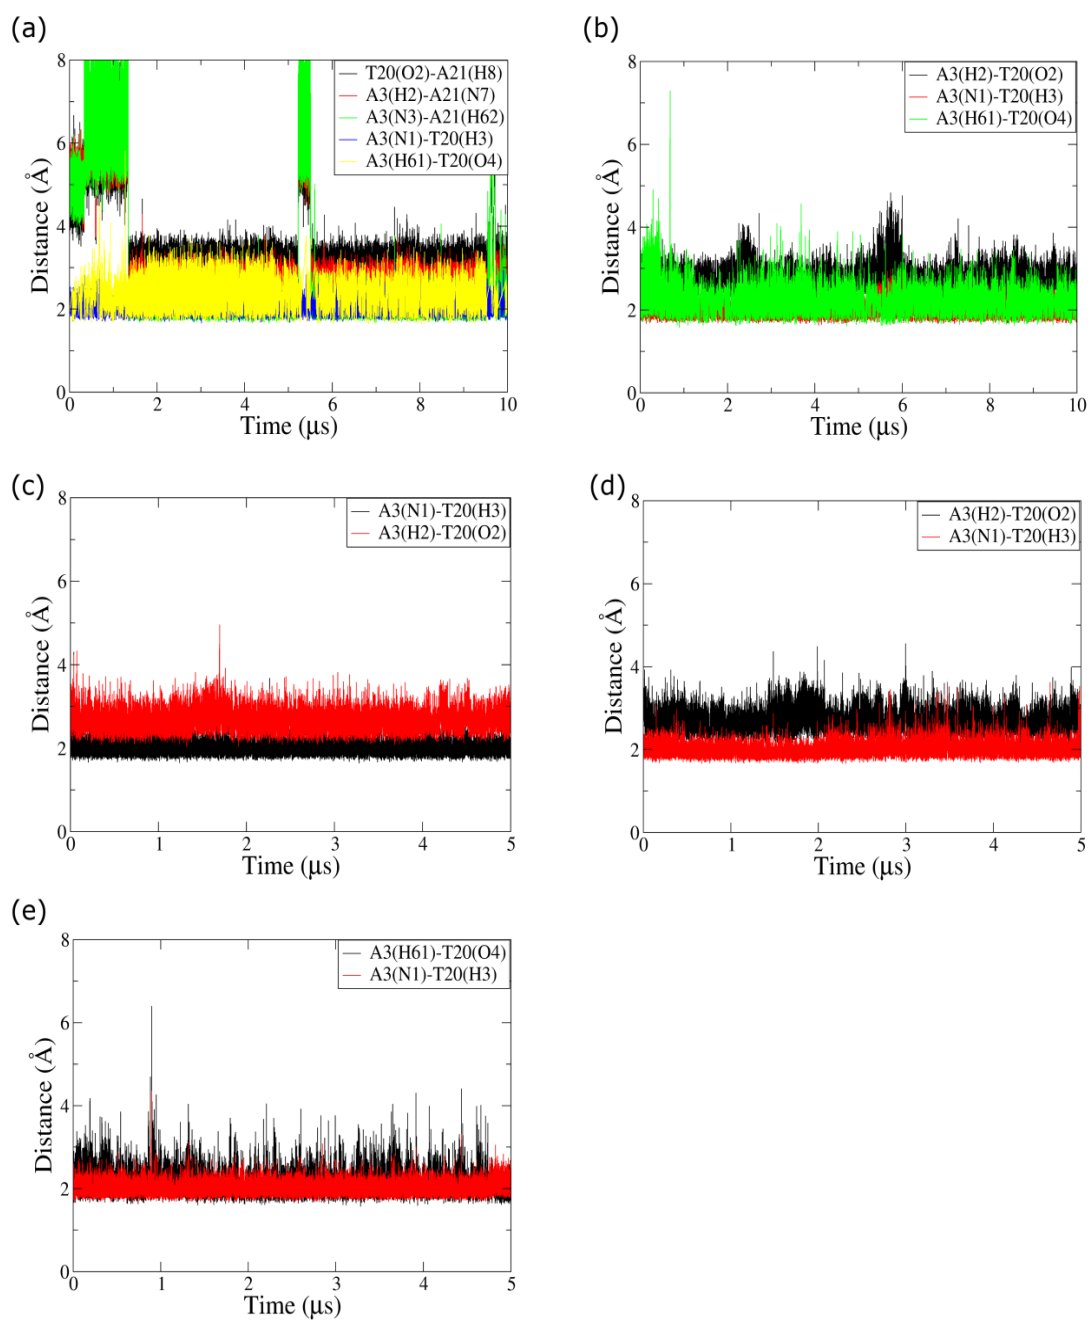 (a)
T20(O2)-A21(H8)
A3(H2)-A21(N7)
A3(N3)-A21(H62)
A3(N1)-T20(H3)
A3(H61)-T20(O4)
8
6
4
2
0
Distance (Å)
0 2 4 6 8 10
Time (μs)
(b)
A3(H2)-T20(O2)
A3(N1)-T20(H3)
A3(H61)-T20(O4)
8
6
4
2
0
Distance (Å)
0 2 4 6 8 10
Time (μs)
(c)
A3(N1)-T20(H3)
A3(H2)-T20(O2)
8
6
4
2
0
Distance (Å)
0 1 2 3 4 5
Time (μs)
(d)
A3(H2)-T20(O2)
A3(N1)-T20(H3)
8
6
4
2
0
Distance (Å)
0 1 2 3 4 5
Time (μs)
(e)
A3(H61)-T20(O4)
A3(N1)-T20(H3)
8
6
4
2
0
Distance (Å)
0 1 2 3 4 5
Time (μs)